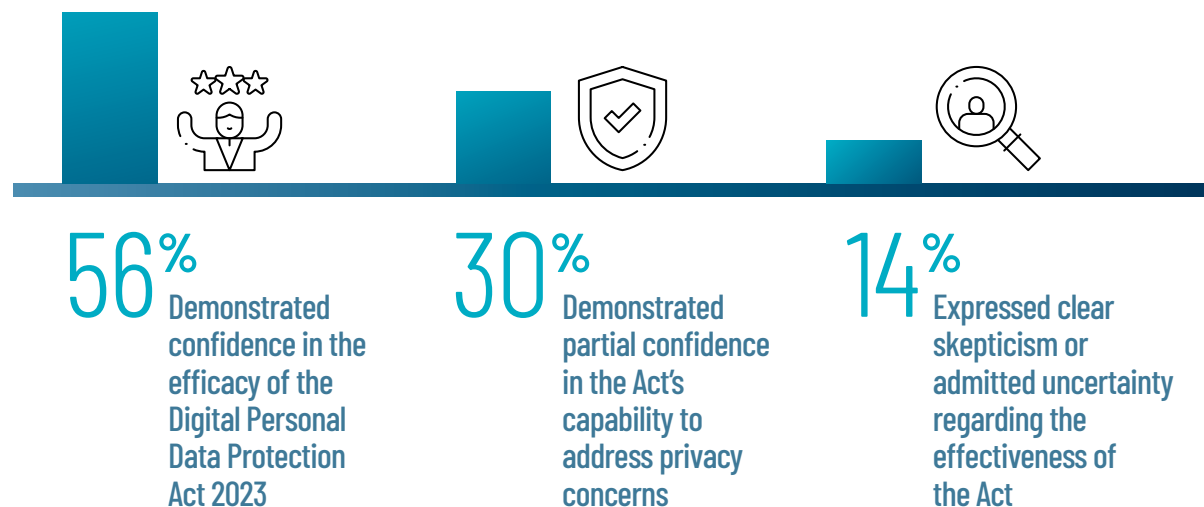 56%
Demonstrated
confidence in the
efficacy of the
Digital Personal
Data Protection
Act 2023
30%
Demonstrated
partial confidence
in the Act’s
capability to
address privacy
concerns
14%
Expressed clear
skepticism or
admitted uncertainty
regarding the
effectiveness of
the Act